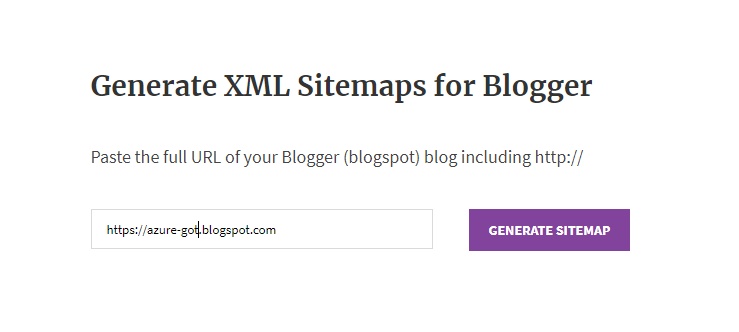 Generate XML Sitemaps for Blogger
Paste the full URL of your Blogger (blogspot) blog including http://
https://azure-got.blogspot.com
GENERATE SITEMAP